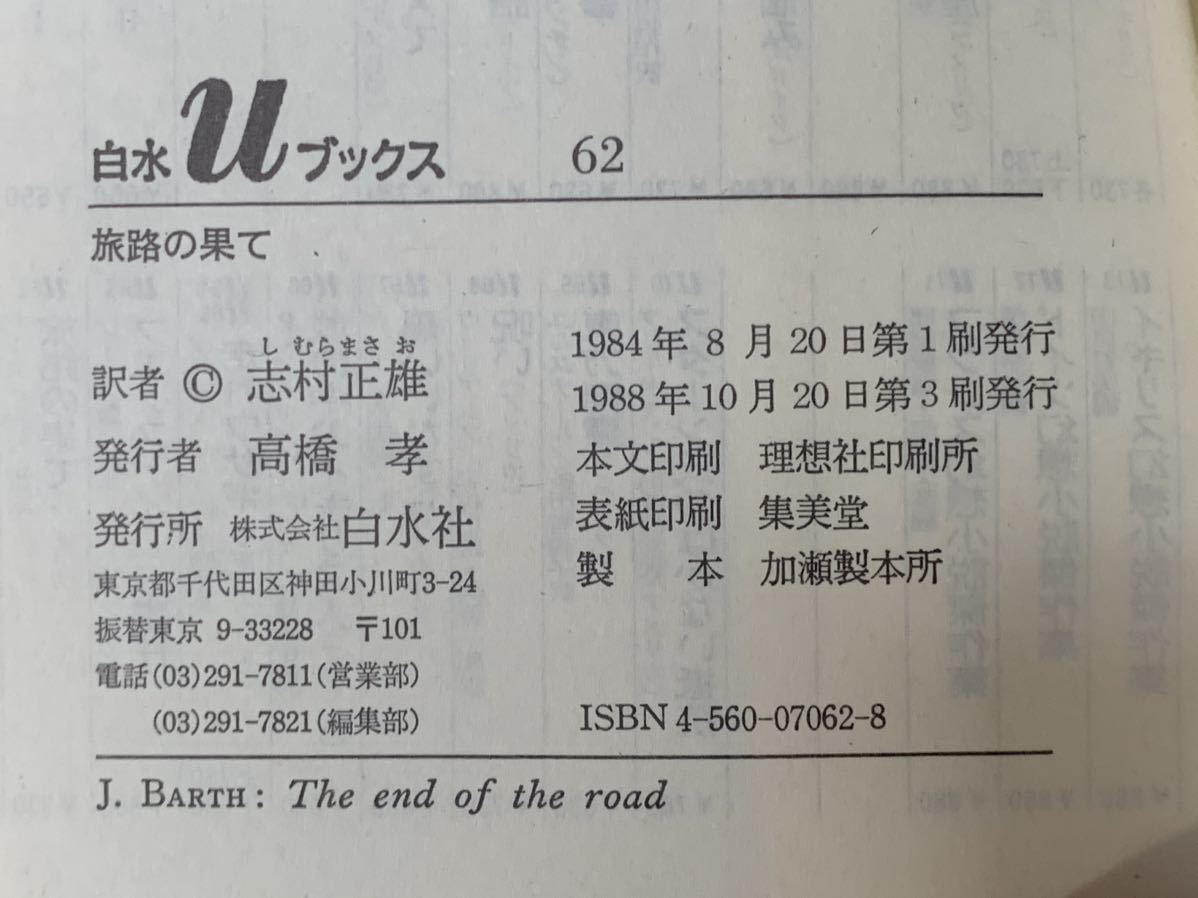 白水uブックス 62
旅路の果て
訳者 © 志村正雄
し むらまさ お
発行者 高橋 孝
発行所 株式会社白水社
東京都千代田区神田小川町3-24
振替東京 9-33228 〒101
電話(03)291-7811(営業部)
(03)291-7821(編集部)
1984年8月20日第1刷発行
1988年10月20日第3刷発行
本文印刷 理想社印刷所
表紙印刷 集美堂
製本 加瀬製本所
ISBN4-560-07062-8
J. BARTH: The end of the road